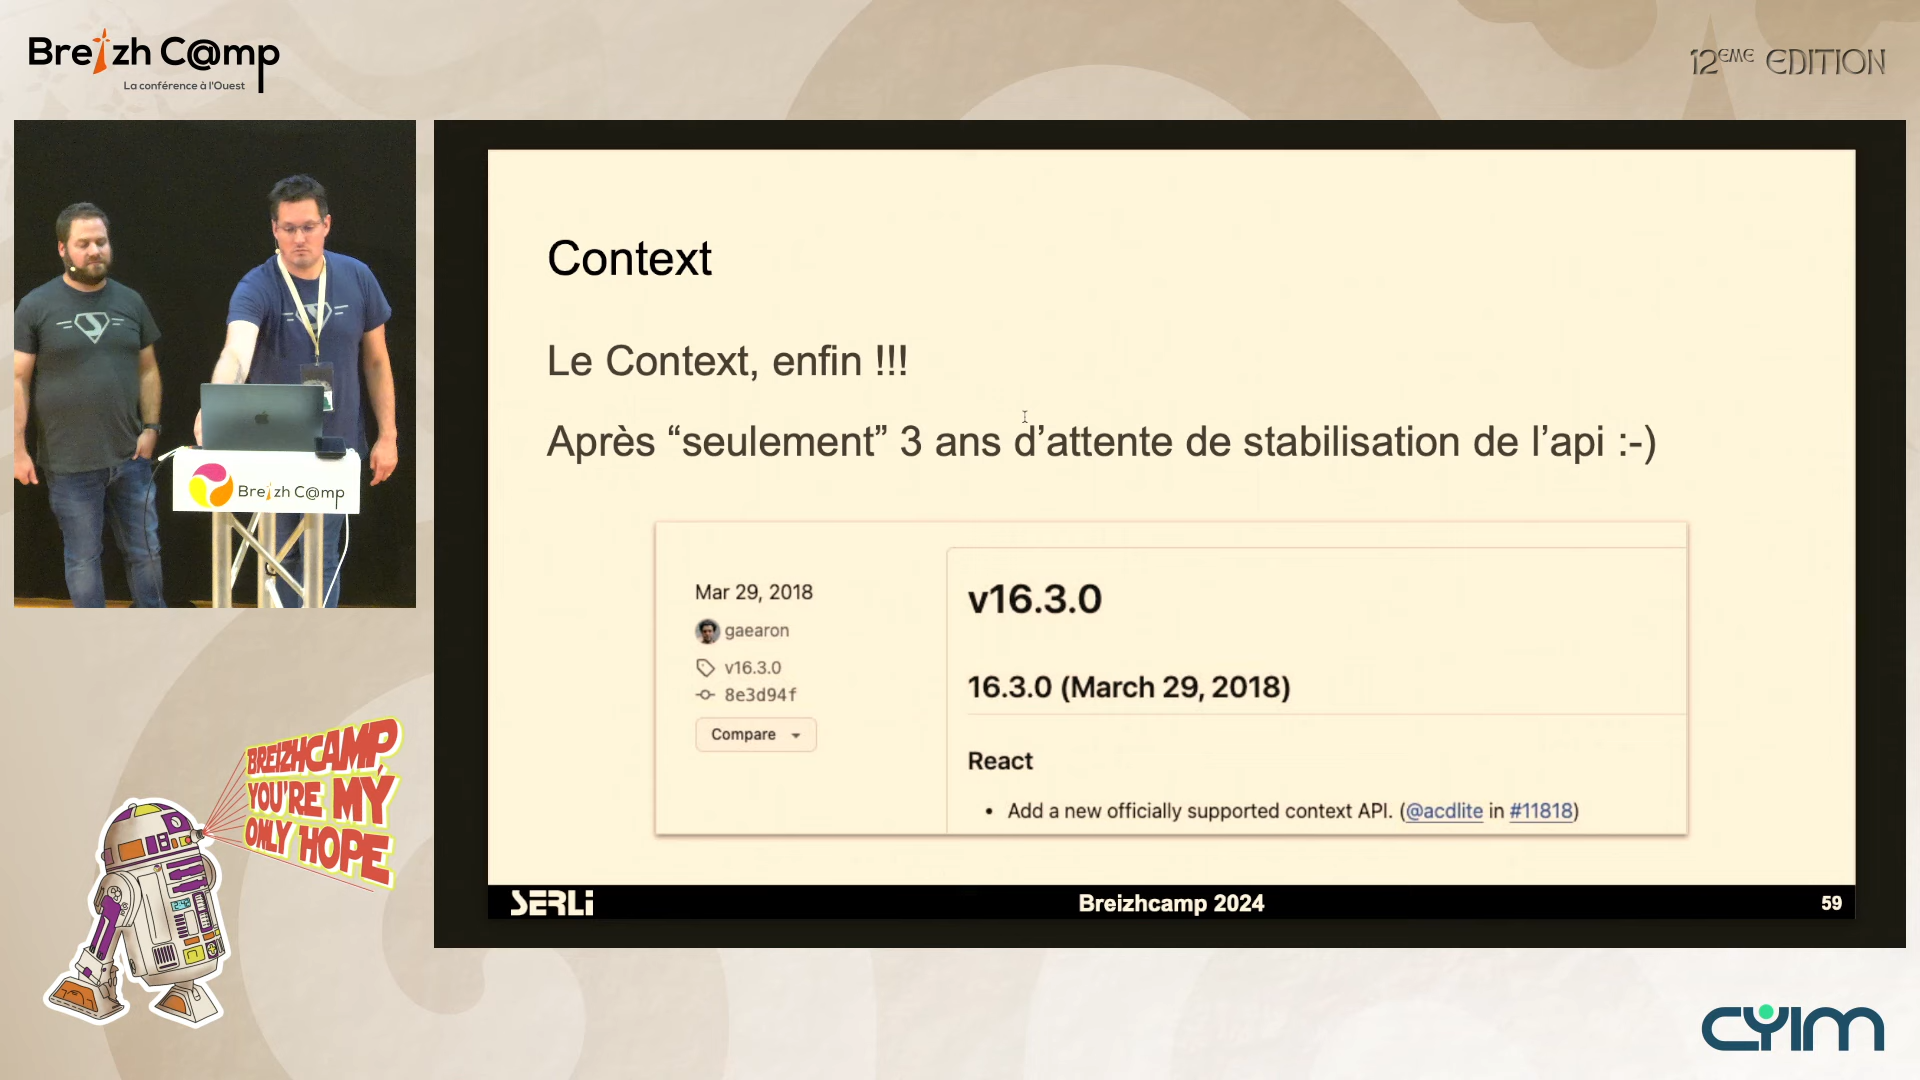 Breizh C@mp
La conférence à l'Ouest
12EME EDITION
Context
Le Context, enfin !!!
Après “seulement” 3 ans d’attente de stabilisation de l’api :-)
Mar 29, 2018
gaearon
v16.3.0
8e3d94f
Compare
v16.3.0
16.3.0 (March 29, 2018)
React
• Add a new officially supported context API. (@acdlite in #11818)
SERLI
Breizhcamp 2024
59
Breizh C@mp
BREIZHCAMP,
YOU'RE MY
ONLY HOPE
CYIM